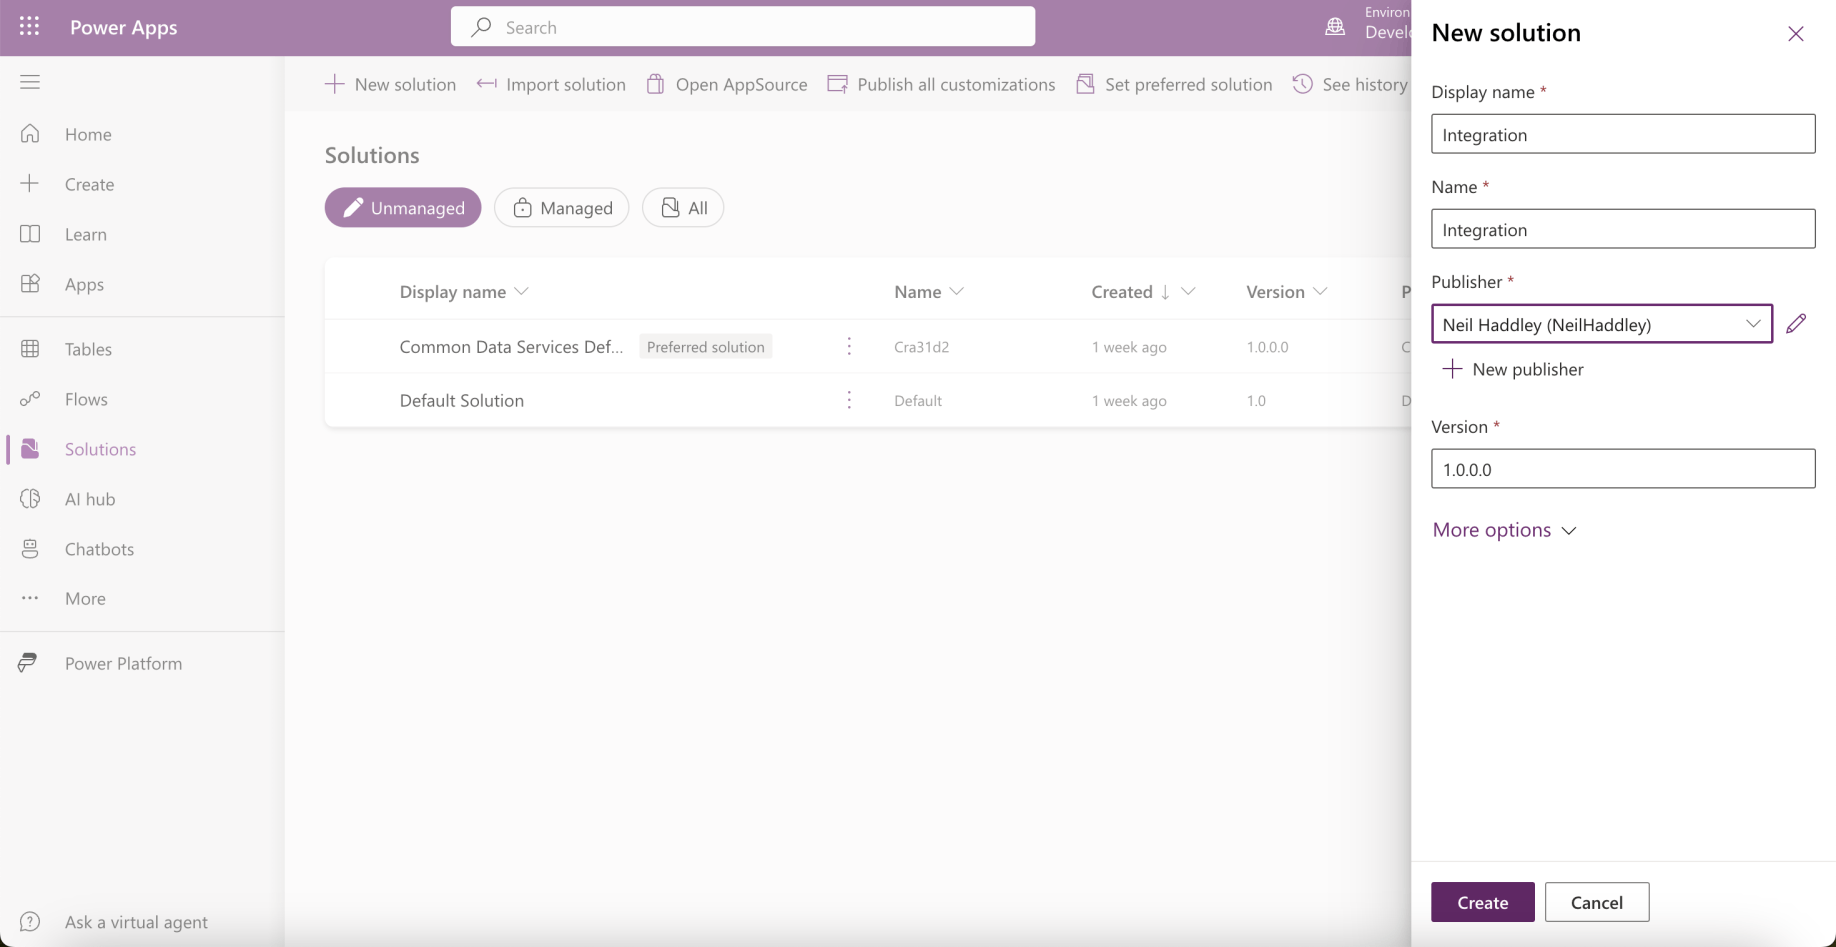 Power Apps
Search
Environ
Develo
New solution
Import solution
Open AppSource
Publish all customizations
Set preferred solution
See history
Home
Create
Learn
Apps
Tables
Flows
Solutions
AI hub
Chatbots
More
Power Platform
Ask a virtual agent
Solutions
Unmanaged
Managed
All
Display name Name Created Version P
Common Data Services Def... Preferred solution Cra31d2 1 week ago 1.0.0.0 C
Default Solution Default 1 week ago 1.0 D
New solution
Display name *
Integration
Name *
Integration
Publisher *
Neil Haddley (NeilHaddley)
New publisher
Version *
1.0.0.0
More options
Create Cancel